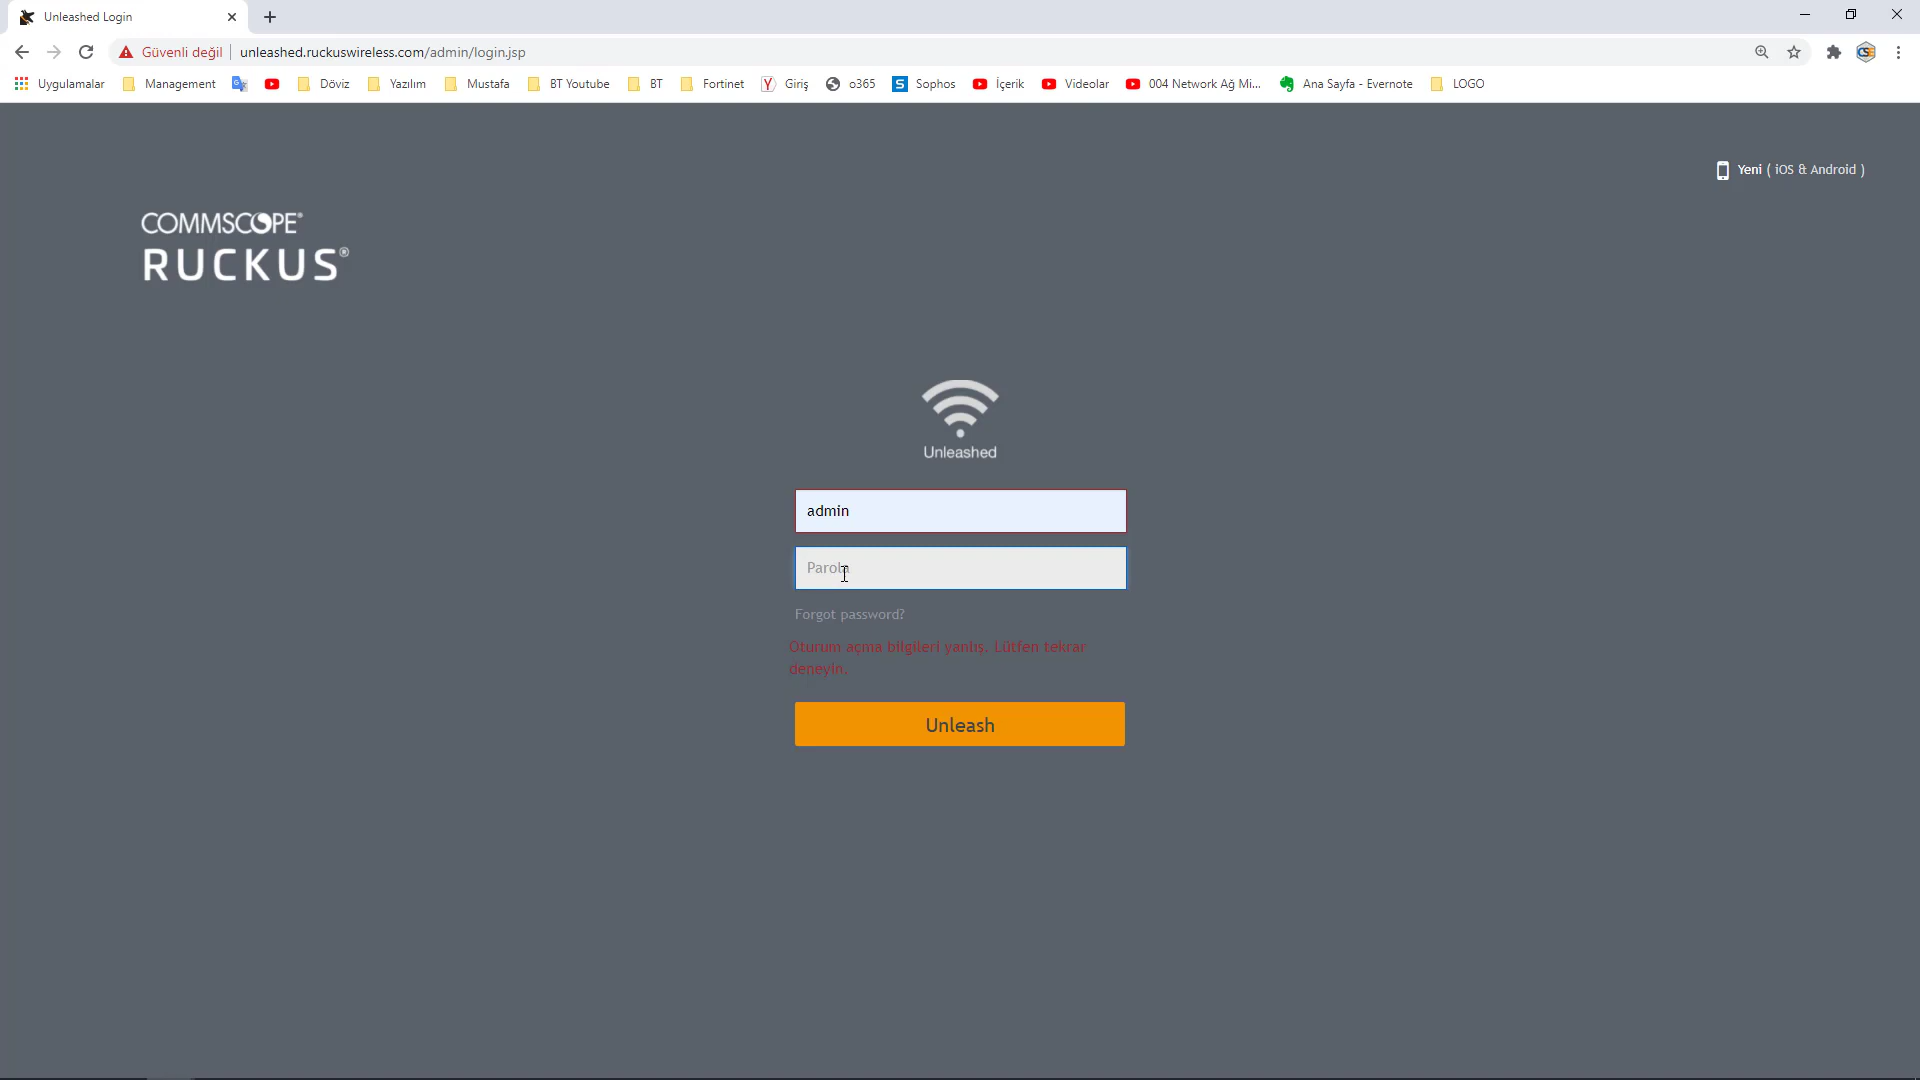 Unleashed Login
Güvenli değil unleashed.ruckuswireless.com/admin/login.jsp
Uygulamalar Management Döviz Yazılım Mustafa BT Youtube BT Fortinet Giriş o365 Sophos İçerik Videolar 004 Network Ağ Mi... Ana Sayfa - Evernote LOGO
Yeni ( iOS & Android )
COMMSCOPE®
RUCKUS®
Unleashed
admin
Parola
Forgot password?
Oturum açma bilgileri yanlış. Lütfen tekrar
deneyin.
Unleash